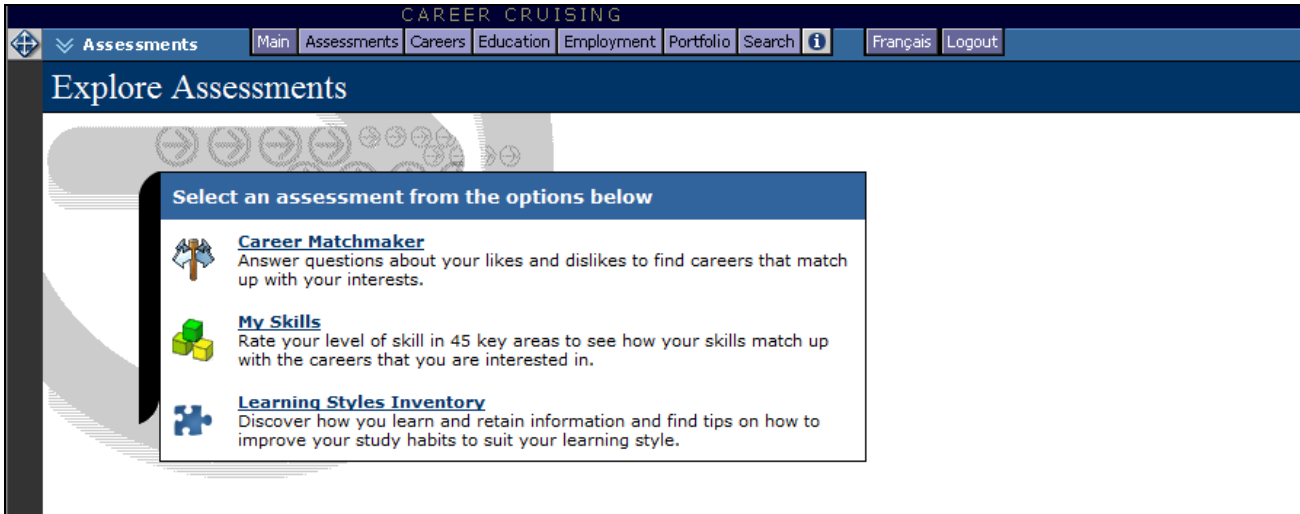 CAREER CRUISING
Assessments Main Assessments Careers Education Employment Portfolio Search Français Logout
Explore Assessments
Select an assessment from the options below
Career Matchmaker
Answer questions about your likes and dislikes to find careers that match
up with your interests.
My Skills
Rate your level of skill in 45 key areas to see how your skills match up
with the careers that you are interested in.
Learning Styles Inventory
Discover how you learn and retain information and find tips on how to
improve your study habits to suit your learning style.